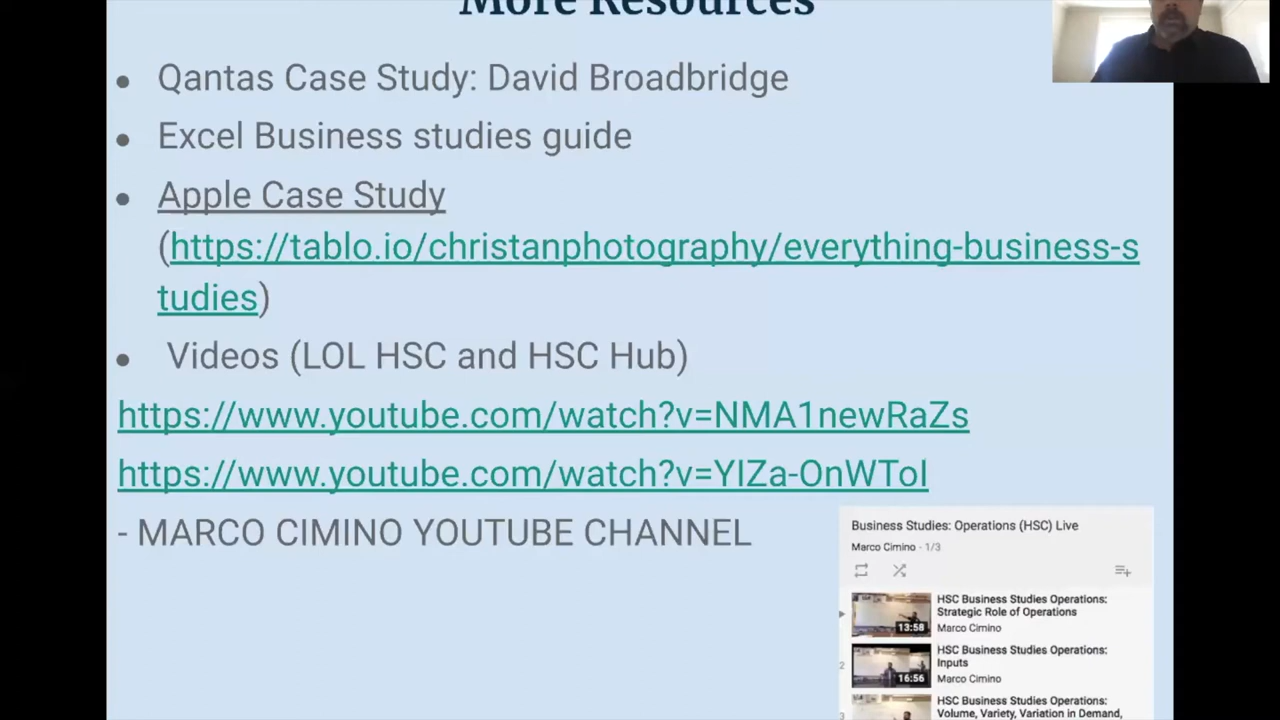 More Resources
● Qantas Case Study: David Broadbridge
● Excel Business studies guide
● Apple Case Study
(https://tablo.io/christanphotography/everything-business-s
tudies)
● Videos (LOL HSC and HSC Hub)
https://www.youtube.com/watch?v=NMA1newRaZs
https://www.youtube.com/watch?v=YIZa-OnWToI
- MARCO CIMINO YOUTUBE CHANNEL
Business Studies: Operations (HSC) Live
Marco Cimino - 1/3
HSC Business Studies Operations:
Strategic Role of Operations
13:58
Marco Cimino
2
HSC Business Studies Operations:
Inputs
16:56
Marco Cimino
3
HSC Business Studies Operations:
Volume, Variety, Variation in Demand,